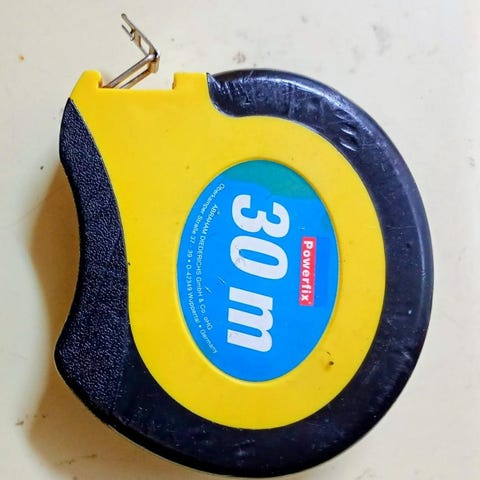 Powerfix
30 m
ABRAHAM DIEDERICHS GmbH & Co. oHG
Oberkamper Straße 37 - 39 • D-42349 Wuppertal • Germany